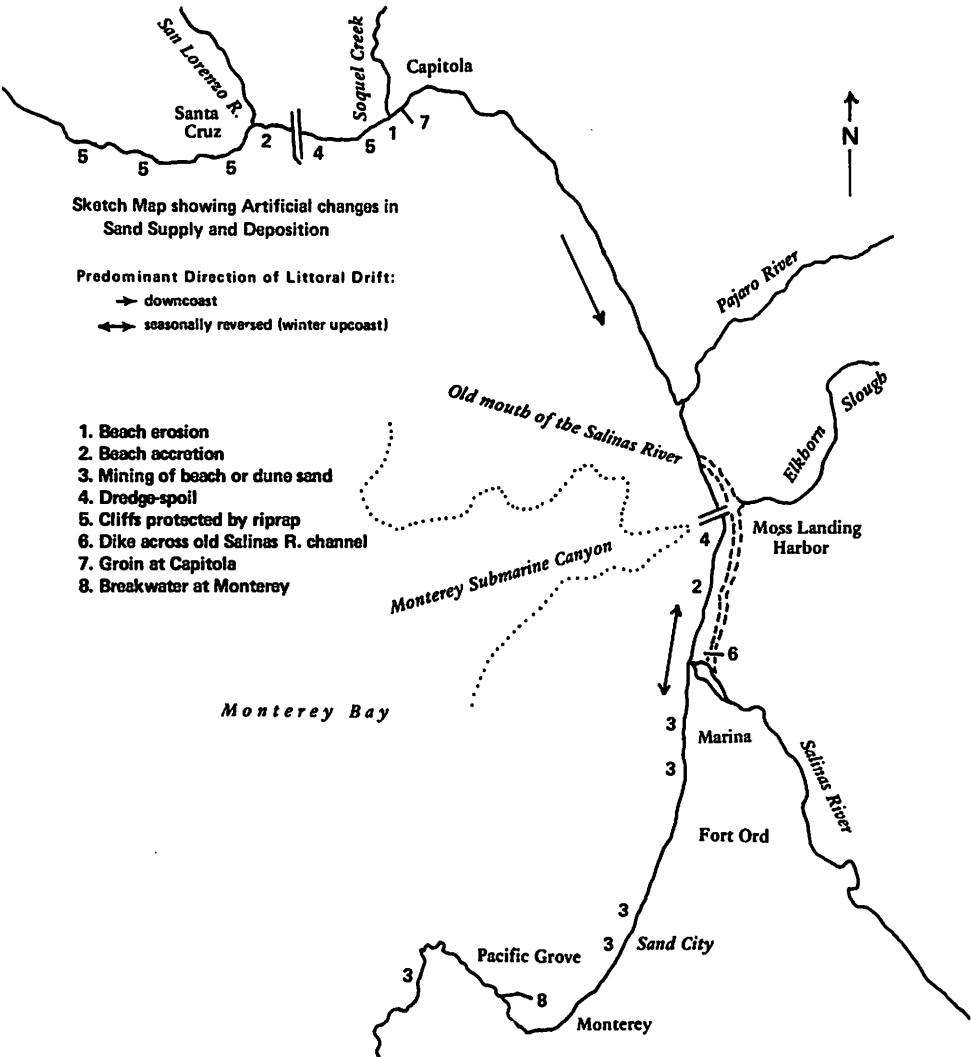 San Lorenzo R.
Soquel Creek
Capitola
Santa
Cruz
2
4
5
1
7
5
5
5
N
Sketch Map showing Artificial changes in
Sand Supply and Deposition
Predominant Direction of Littoral Drift:
downcoast
seasonally reversed (winter upcoast)
Pajaro River
Old mouth of the Salinas River
Elkhorn
Slough
1. Beach erosion
2. Beach accretion
3. Mining of beach or dune sand
4. Dredge-spoil
5. Cliffs protected by riprap
6. Dike across old Salinas R. channel
7. Groin at Capitola
8. Breakwater at Monterey
4
Moss Landing
Harbor
Monterey Submarine Canyon
2
6
Monterey Bay
3
Marina
3
Salinas River
Fort Ord
3
3
Sand City
Pacific Grove
3
8
Monterey